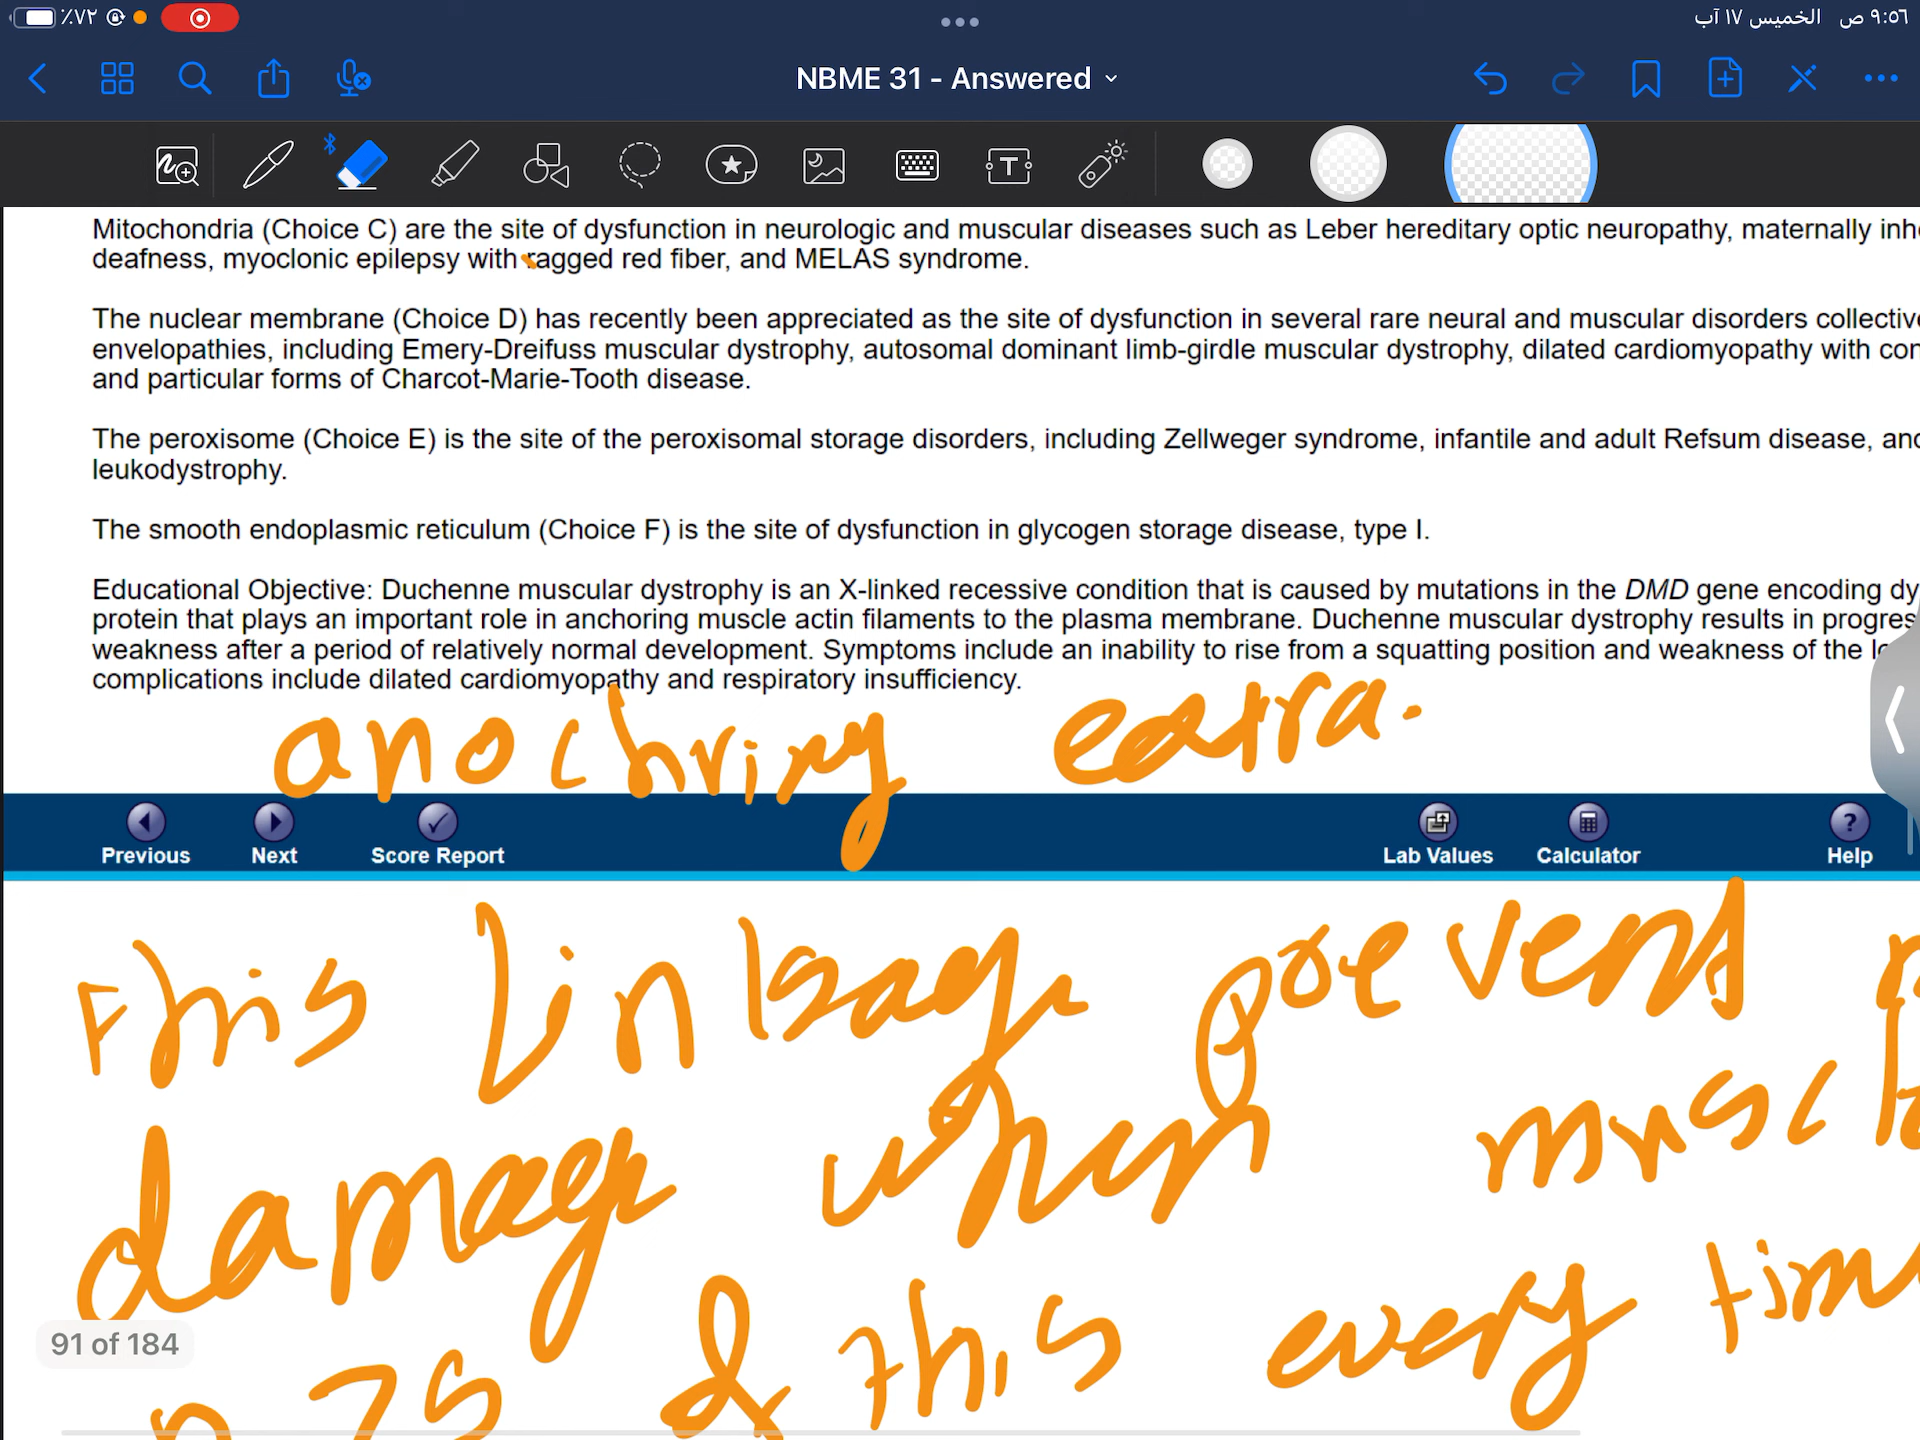 ٪٧٢
٩:٥٦ ص الخميس ١٧ آب
NBME 31 - Answered
T
Mitochondria (Choice C) are the site of dysfunction in neurologic and muscular diseases such as Leber hereditary optic neuropathy, maternally inh
deafness, myoclonic epilepsy with ragged red fiber, and MELAS syndrome.
The nuclear membrane (Choice D) has recently been appreciated as the site of dysfunction in several rare neural and muscular disorders collectiv
envelopathies, including Emery-Dreifuss muscular dystrophy, autosomal dominant limb-girdle muscular dystrophy, dilated cardiomyopathy with con
and particular forms of Charcot-Marie-Tooth disease.
The peroxisome (Choice E) is the site of the peroxisomal storage disorders, including Zellweger syndrome, infantile and adult Refsum disease, and
leukodystrophy.
The smooth endoplasmic reticulum (Choice F) is the site of dysfunction in glycogen storage disease, type I.
Educational Objective: Duchenne muscular dystrophy is an X-linked recessive condition that is caused by mutations in the DMD gene encoding dy
protein that plays an important role in anchoring muscle actin filaments to the plasma membrane. Duchenne muscular dystrophy results in progres
weakness after a period of relatively normal development. Symptoms include an inability to rise from a squatting position and weakness of the lo
complications include dilated cardiomyopathy and respiratory insufficiency.
anochring extra.
Previous Next Score Report Lab Values Calculator Help
this linkage prevent
damage when muscl
& this every tim
91 of 184